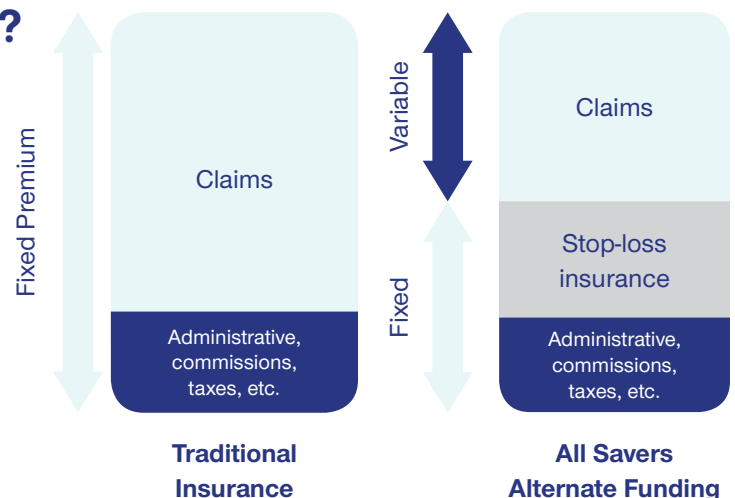 ?
Fixed Premium
Claims
Administrative,
commissions,
taxes, etc.
Traditional
Insurance
Variable
Fixed
Claims
Stop-loss
insurance
Administrative,
commissions,
taxes, etc.
All Savers
Alternate Funding